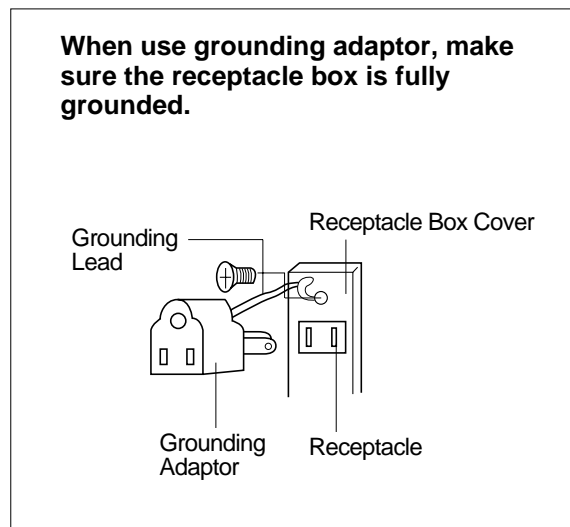 When use grounding adaptor, make
sure the receptacle box is fully
grounded.
Grounding
Lead
Receptacle Box Cover
Grounding
Adaptor
Receptacle